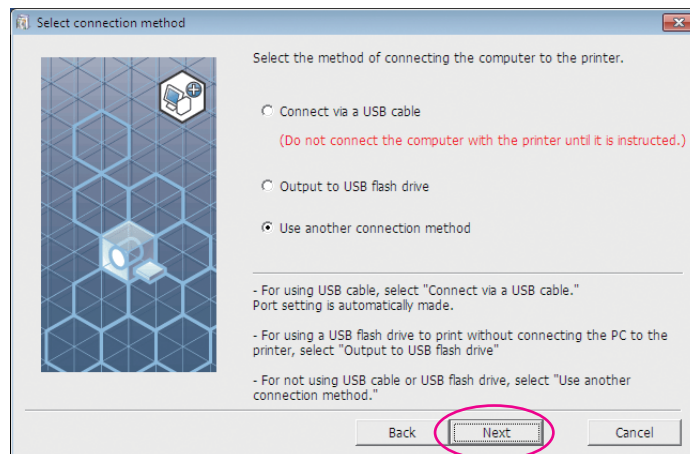 Select connection method
Select the method of connecting the computer to the printer.
Connect via a USB cable
(Do not connect the computer with the printer until it is instructed.)
Output to USB flash drive
Use another connection method
- For using USB cable, select "Connect via a USB cable."
Port setting is automatically made.
- For using a USB flash drive to print without connecting the PC to the
printer, select "Output to USB flash drive"
- For not using USB cable or USB flash drive, select "Use another
connection method."
Back Next Cancel